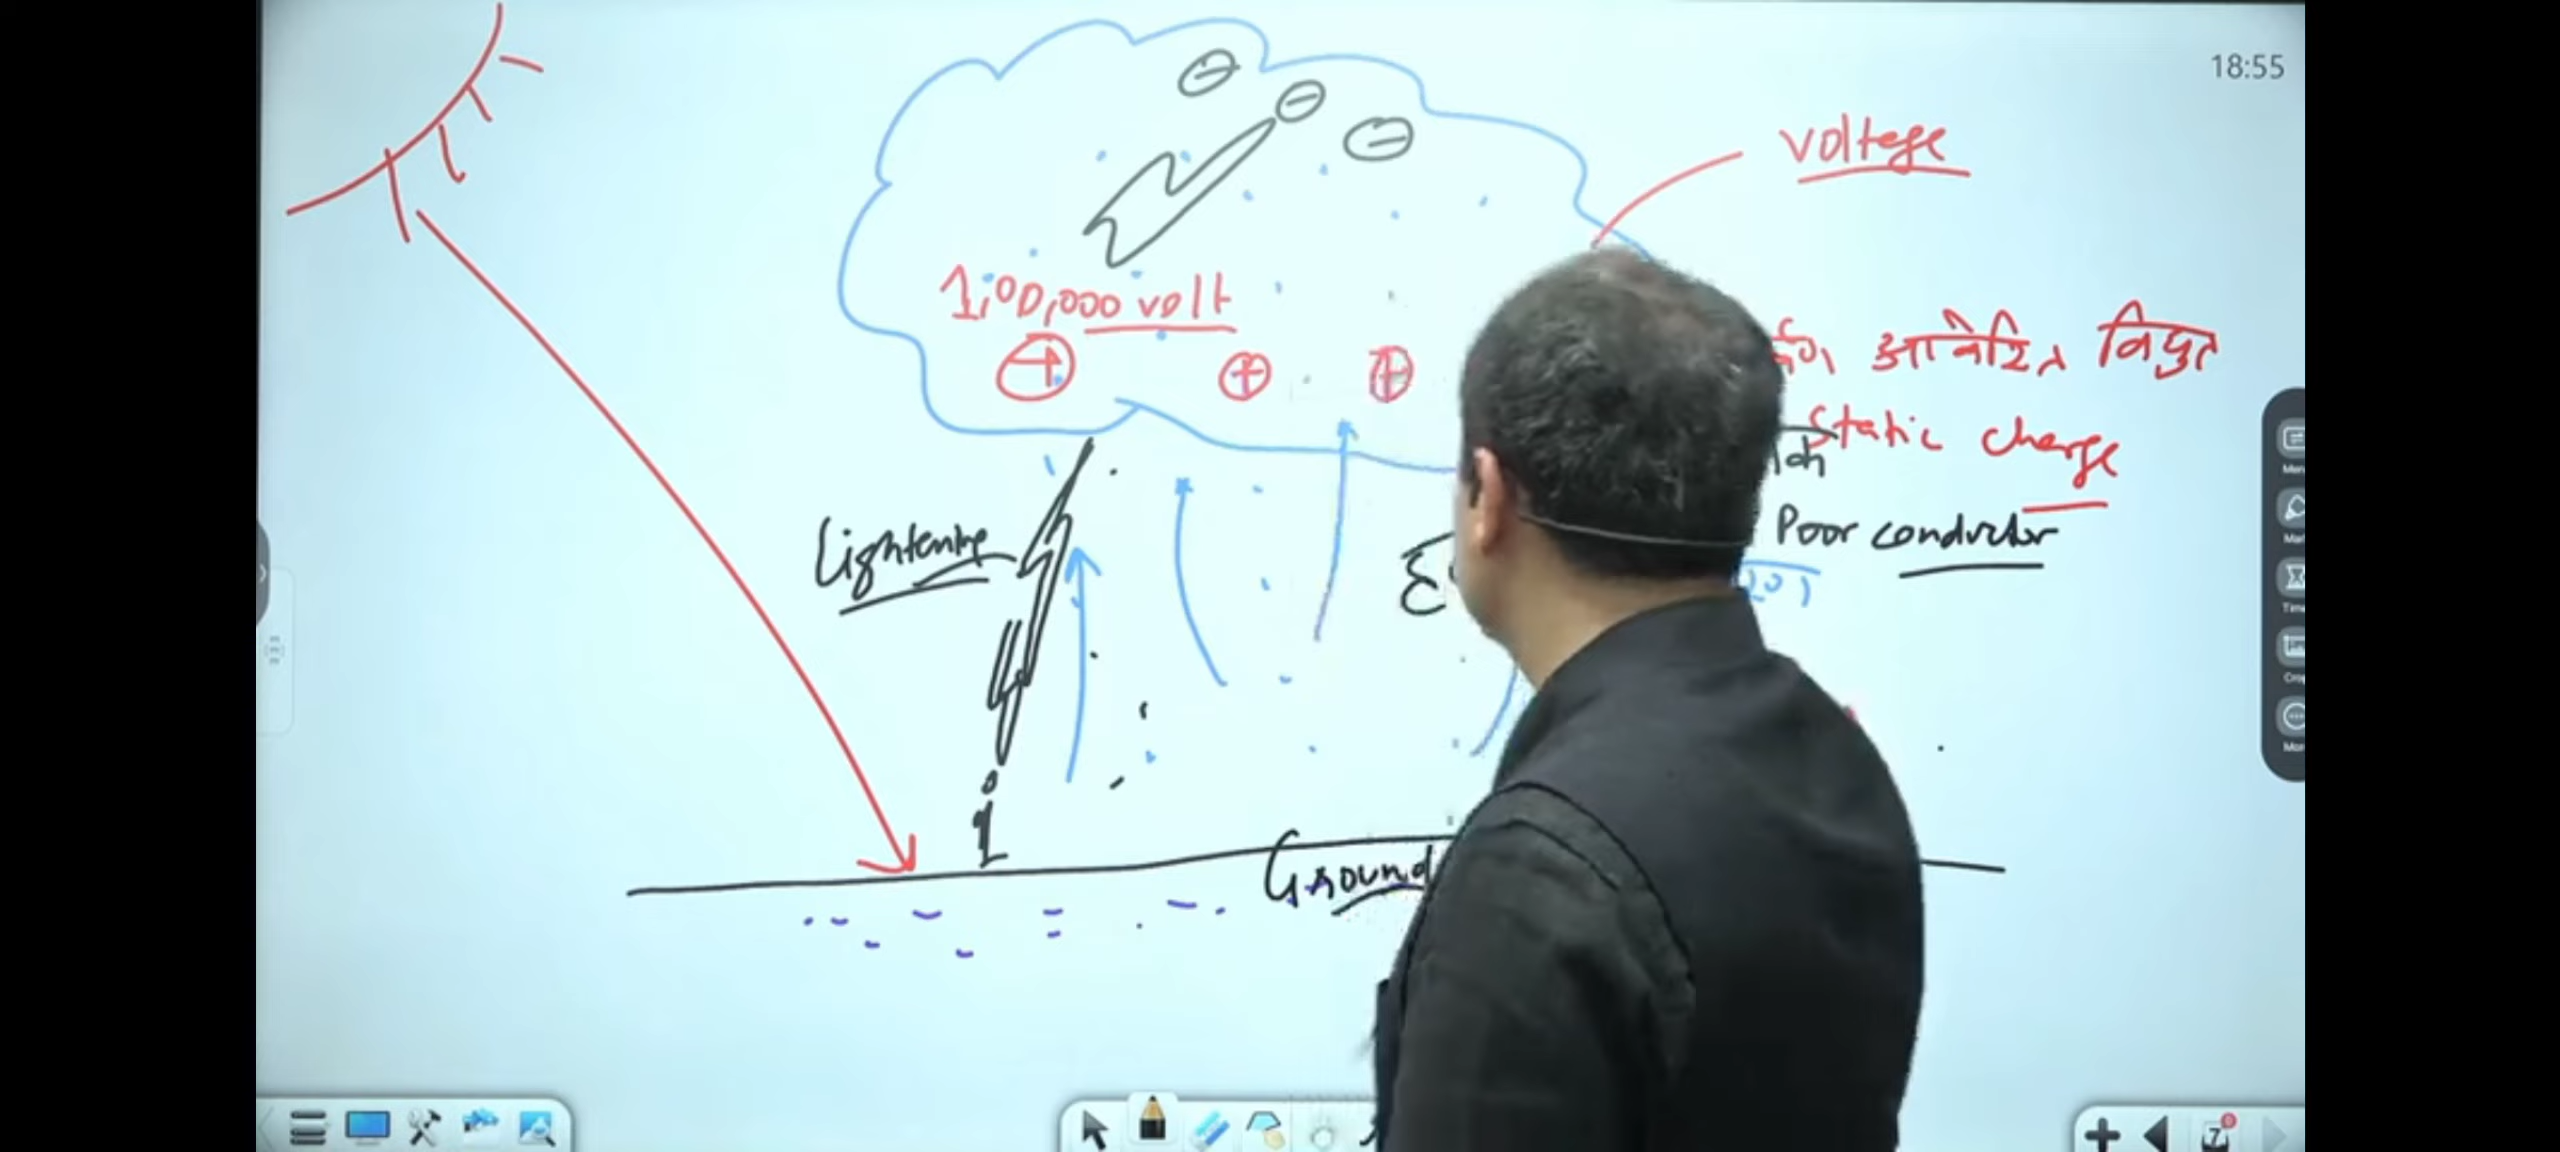 18:55
voltege
1,00,000 volt
आवेशित विद्युत
Static charge
Lightening
Poor conductor
Ground